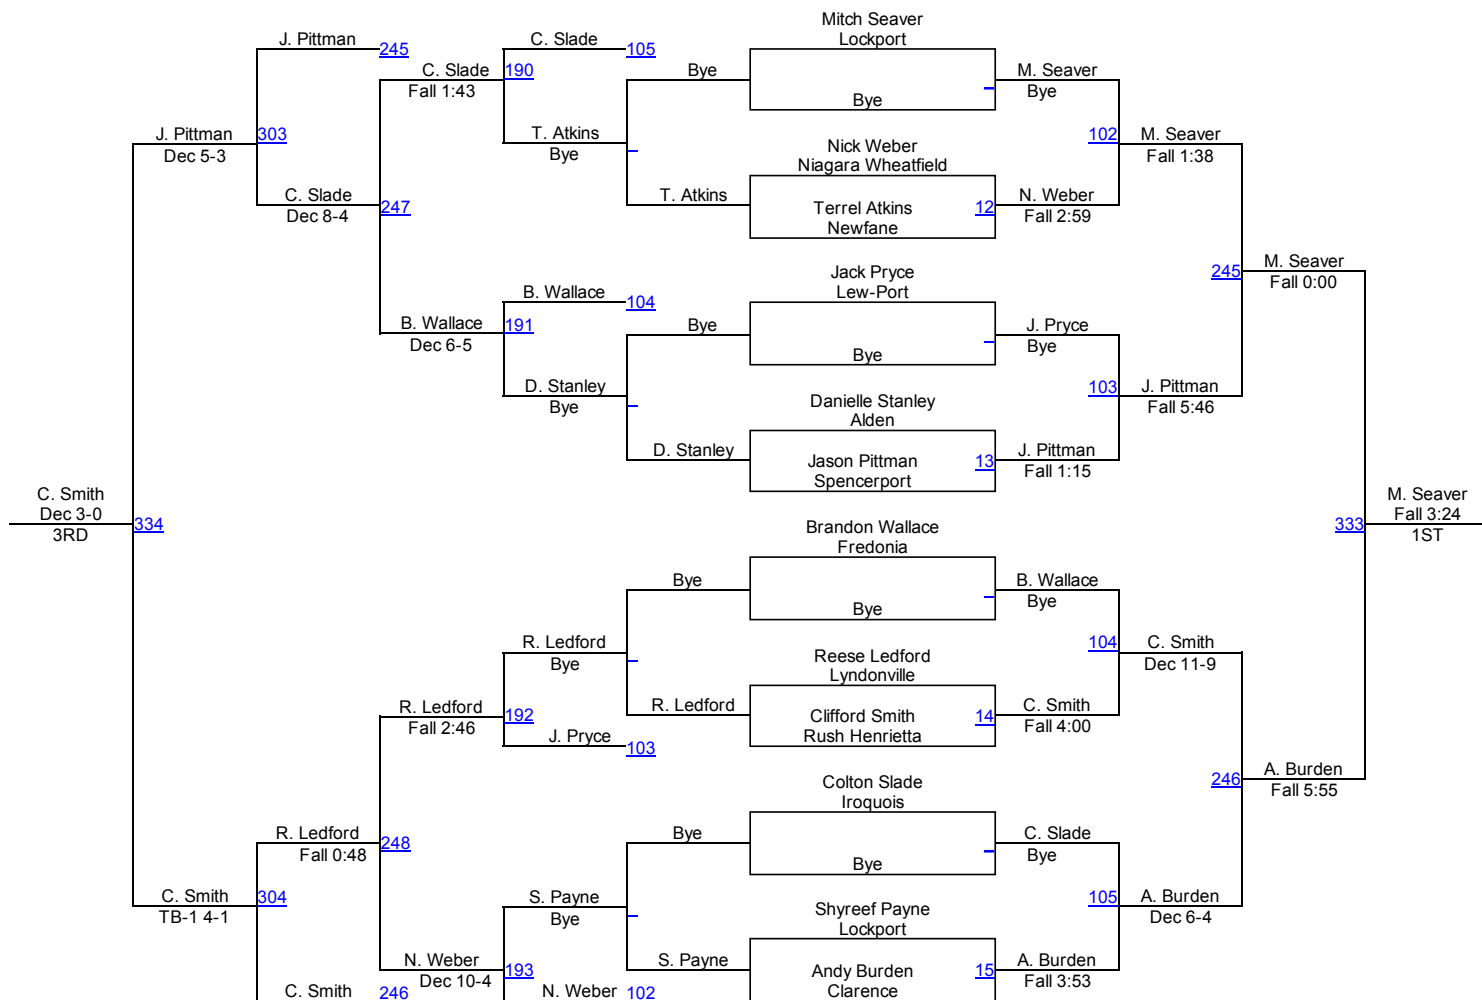 Mitch Seaver
Lockport
J. Pittman 245
C. Slade 105
C. Slade 190
Fall 1:43
Bye
Bye
M. Seaver
Bye
J. Pittman 303
Dec 5-3
T. Atkins
Bye
102 M. Seaver
Fall 1:38
Nick Weber
Niagara Wheatfield
C. Slade
Dec 8-4
247
T. Atkins
Terrel Atkins 12
Newfane
N. Weber
Fall 2:59
245 M. Seaver
Fall 0:00
Jack Pryce
Lew-Port
B. Wallace 104
B. Wallace 191
Dec 6-5
Bye
Bye
J. Pryce
Bye
D. Stanley
Bye
103 J. Pittman
Fall 5:46
Danielle Stanley
Alden
D. Stanley
Jason Pittman 13
Spencerport
J. Pittman
Fall 1:15
C. Smith
Dec 3-0
3RD
334
M. Seaver
333 Fall 3:24
1ST
Brandon Wallace
Fredonia
Bye
Bye
B. Wallace
Bye
R. Ledford
Bye
104 C. Smith
Dec 11-9
Reese Ledford
Lyndonville
R. Ledford 192
Fall 2:46
R. Ledford
Clifford Smith 14
Rush Henrietta
C. Smith
Fall 4:00
J. Pryce 103
246 A. Burden
Fall 5:55
Colton Slade
Iroquois
R. Ledford 248
Fall 0:48
Bye
Bye
C. Slade
Bye
C. Smith 304
TB-1 4-1
S. Payne
Bye
105 A. Burden
Dec 6-4
Shyreef Payne
Lockport
N. Weber 193
Dec 10-4
S. Payne
Andy Burden 15
Clarence
A. Burden
Fall 3:53
C. Smith 246
N. Weber 102